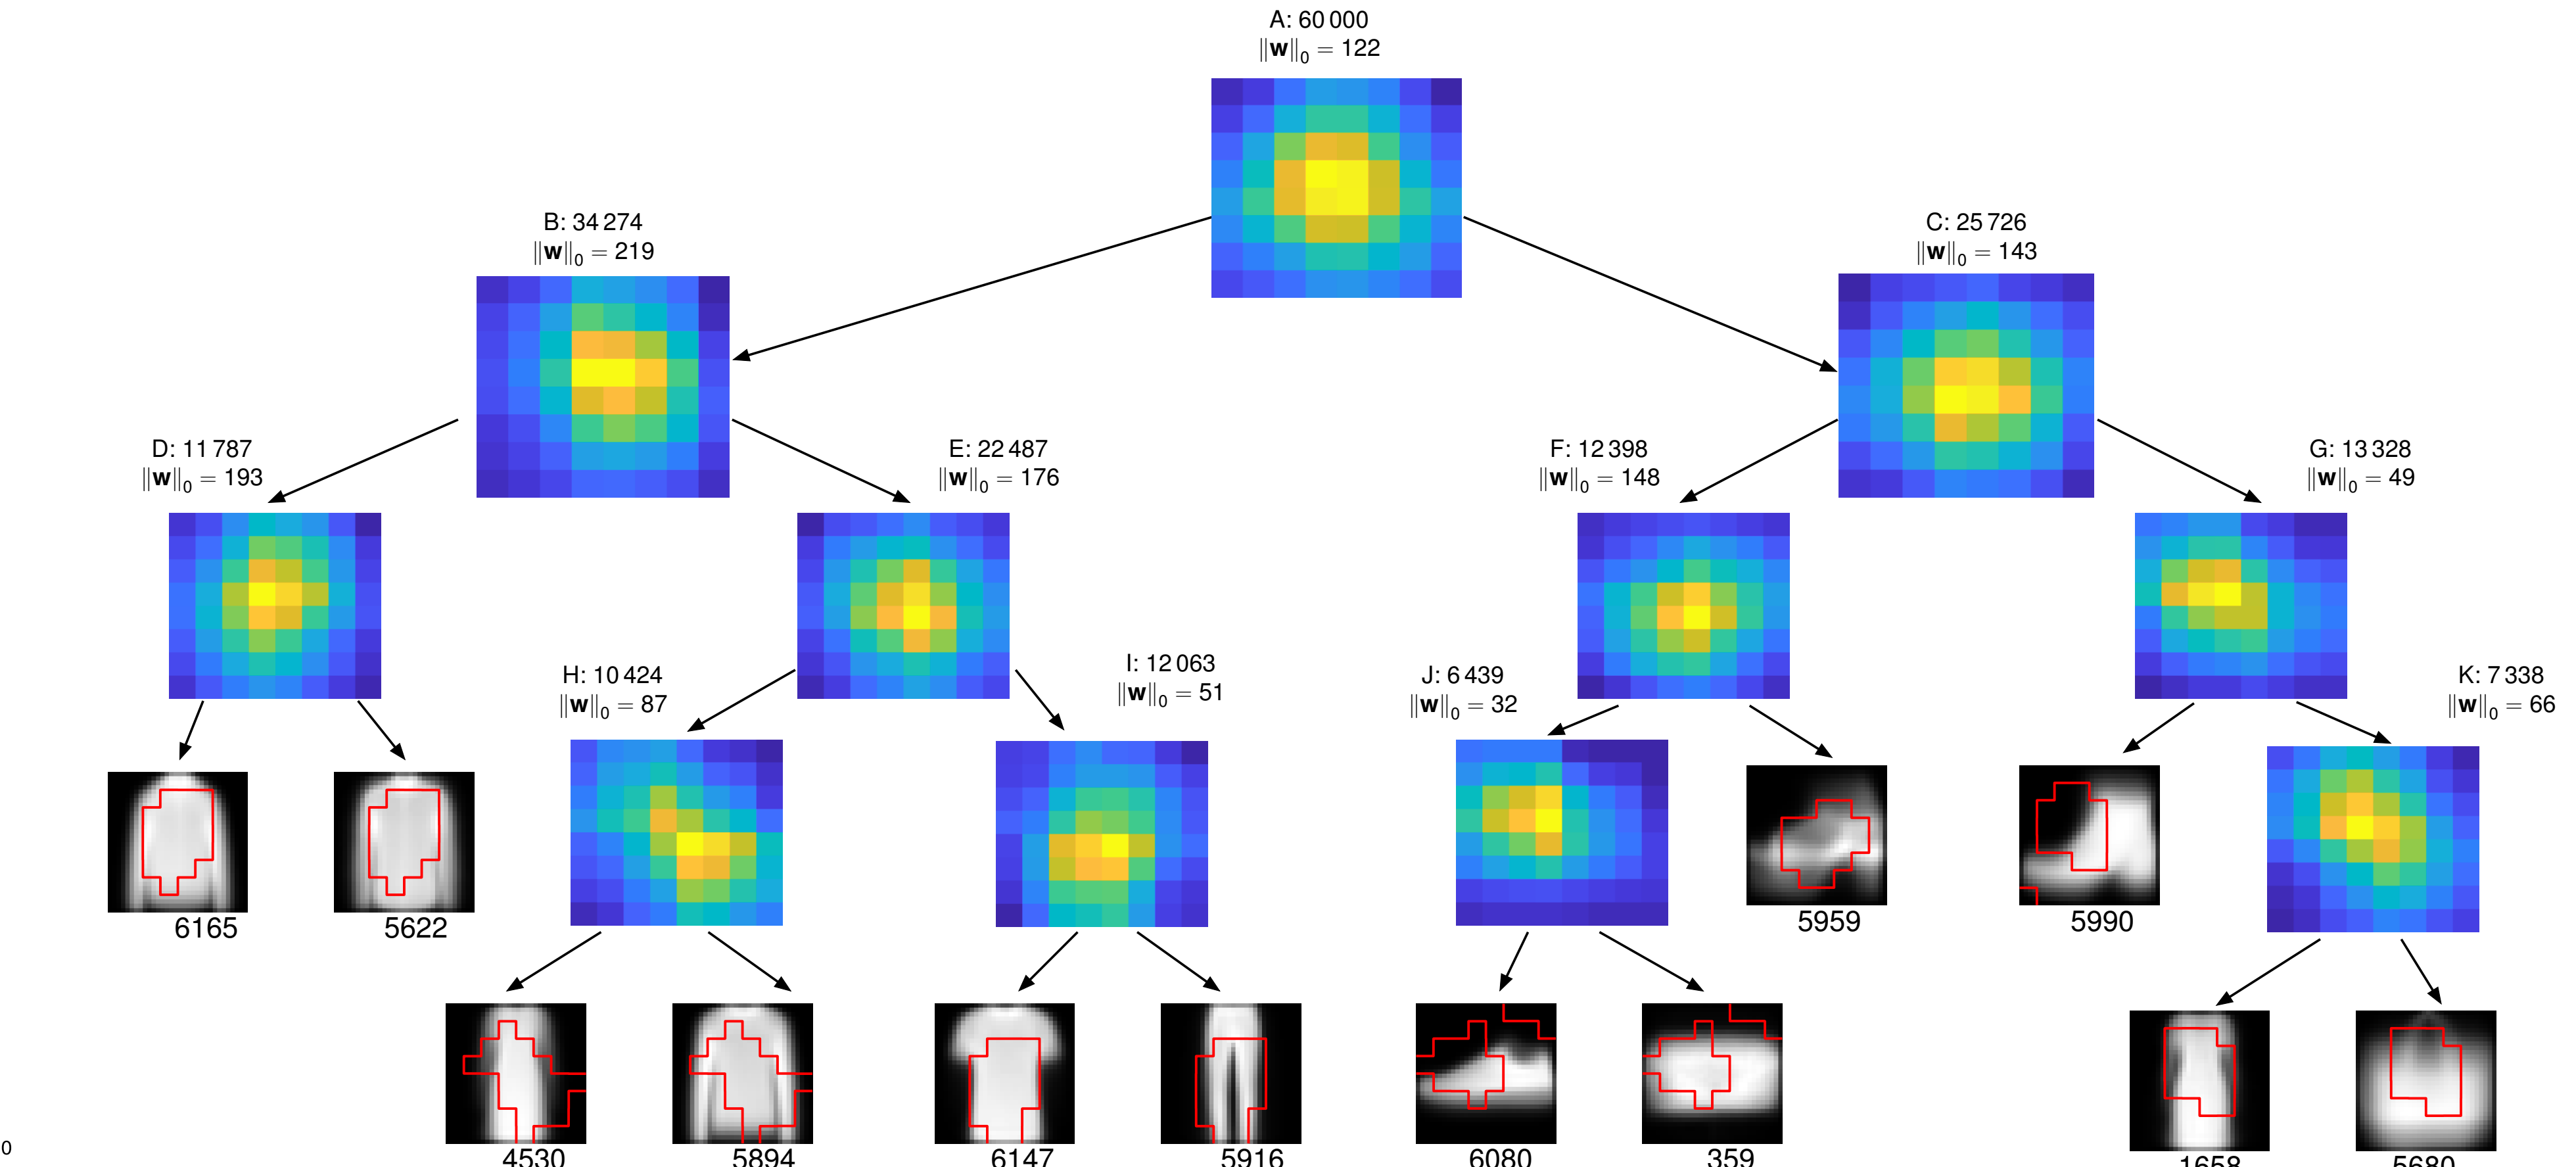 A: 60 000
‖w‖₀ = 122
B: 34 274
‖w‖₀ = 219
C: 25 726
‖w‖₀ = 143
D: 11 787
‖w‖₀ = 193
E: 22 487
‖w‖₀ = 176
F: 12 398
‖w‖₀ = 148
G: 13 328
‖w‖₀ = 49
H: 10 424
‖w‖₀ = 87
I: 12 063
‖w‖₀ = 51
J: 6 439
‖w‖₀ = 32
K: 7 338
‖w‖₀ = 66
6165
5622
5959
5990
4530
5894
6147
5916
6080
359
1658
5680
0